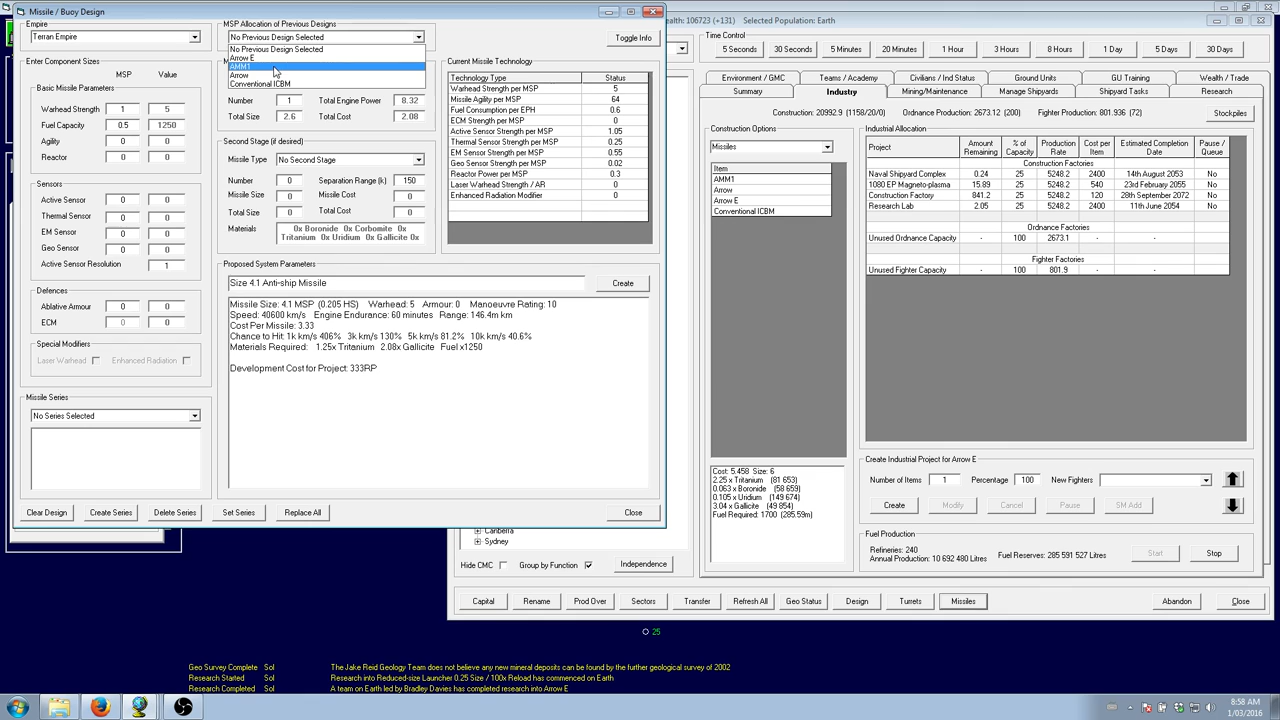 Missile / Buoy Design
Empire
Terran Empire
MSP Allocation of Previous Designs
No Previous Design Selected
No Previous Design Selected
Arrow E
AMM1
Arrow
Conventional ICBM
Toggle Info
Enter Component Sizes
MSP Value
Basic Missile Parameters
Warhead Strength 1 5
Fuel Capacity 0.5 1250
Agility 0 0
Reactor 0 0
Sensors
Active Sensor 0 0
Thermal Sensor 0 0
EM Sensor 0 0
Geo Sensor 0 0
Active Sensor Resolution 1
Defences
Ablative Armour 0 0
ECM 0 0
Special Modifiers
Laser Warhead Enhanced Radiation
Missile Series
No Series Selected
Number 1 Total Engine Power 8.32
Total Size 2.6 Total Cost 2.08
Second Stage (if desired)
Missile Type No Second Stage
Number 0 Separation Range (k) 150
Missile Size 0 Missile Cost 0
Total Size 0 Total Cost 0
Materials 0x Boronide 0x Corbomite 0x
Tritanium 0x Uridium 0x Gallicite 0x
Current Missile Technology
Technology Type Status
Warhead Strength per MSP 5
Missile Agility per MSP 64
Fuel Consumption per EPH 0.6
ECM Strength per MSP 0
Active Sensor Strength per MSP 1.05
Thermal Sensor Strength per MSP 0.25
EM Sensor Strength per MSP 0.55
Geo Sensor Strength per MSP 0.02
Reactor Power per MSP 0.3
Laser Warhead Strength / AR 0
Enhanced Radiation Modifier 0
Proposed System Parameters
Size 4.1 Anti-ship Missile
Create
Missile Size: 4.1 MSP (0.205 HS) Warhead: 5 Armour: 0 Manoeuvre Rating: 10
Speed: 40600 km/s Engine Endurance: 60 minutes Range: 146.4m km
Cost Per Missile: 3.33
Chance to Hit: 1k km/s 406% 3k km/s 130% 5k km/s 81.2% 10k km/s 40.6%
Materials Required: 1.25x Tritanium 2.08x Gallicite Fuel x1250
Development Cost for Project: 333RP
Clear Design Create Series Delete Series Set Series Replace All Close
ealth: 106723 (+131) Selected Population: Earth
Time Control
5 Seconds 30 Seconds 5 Minutes 20 Minutes 1 Hour 3 Hours 8 Hours 1 Day 5 Days 30 Days
Environment / GMC Teams / Academy Civilians / Ind Status Ground Units GU Training Wealth / Trade
Summary Industry Mining/Maintenance Manage Shipyards Shipyard Tasks Research
Construction: 20992.9 (1158/20/0) Ordnance Production: 2673.12 (200) Fighter Production: 801.936 (72) Stockpiles
Construction Options
Missiles
Item
AMM1
Arrow
Arrow E
Conventional ICBM
Cost: 5.458 Size: 6
2.25 x Tritanium (81 653)
0.063 x Boronide (58 659)
0.105 x Uridium (149 674)
3.04 x Gallicite (49 854)
Fuel Required: 1700 (285.59m)
Industrial Allocation
Project Amount Remaining % of Capacity Production Rate Cost per Item Estimated Completion Date Pause / Queue
Construction Factories
Naval Shipyard Complex 0.24 25 5248.2 2400 14th August 2053 No
1080 EP Magneto-plasma 15.89 25 5248.2 540 23rd February 2055 No
Construction Factory 841.2 25 5248.2 120 28th September 2072 No
Research Lab 2.05 25 5248.2 2400 11th June 2054 No
Ordnance Factories
Unused Ordnance Capacity - 100 2673.1 - - -
Fighter Factories
Unused Fighter Capacity - 100 801.9 - - -
Create Industrial Project for Arrow E
Number of Items 1 Percentage 100 New Fighters
Create Modify Cancel Pause SM Add
Fuel Production
Refineries: 240
Annual Production: 10 692 480 Litres
Fuel Reserves: 285 591 527 Litres
Start Stop
Canberra
Sydney
Hide CMC Group by Function Independence
Capital Rename Prod Over Sectors Transfer Refresh All Geo Status Design Turrets Missiles Abandon Close
25
Geo Survey Complete Sol The Jake Reid Geology Team does not believe any new mineral deposits can be found by the further geological survey of 2002
Research Started Sol Research into Reduced-size Launcher 0.25 Size / 100x Reload has commenced on Earth
Research Completed Sol A team on Earth led by Bradley Davies has completed research into Arrow E
8:58 AM
1/03/2016